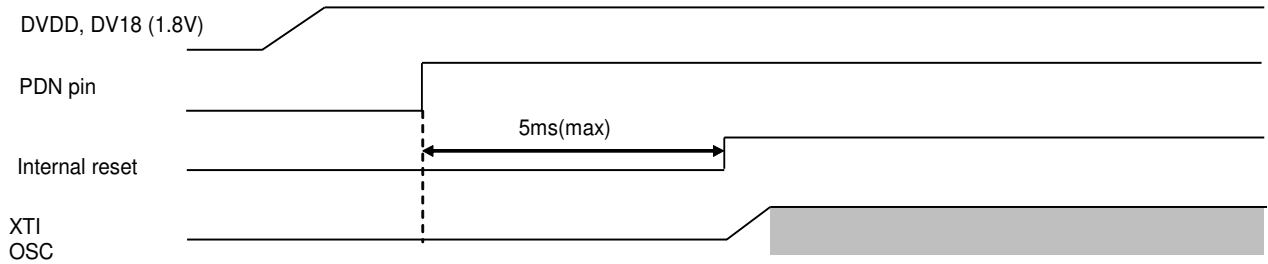 DVDD, DV18 (1.8V)
PDN pin
5ms(max)
Internal reset
XTI
OSC